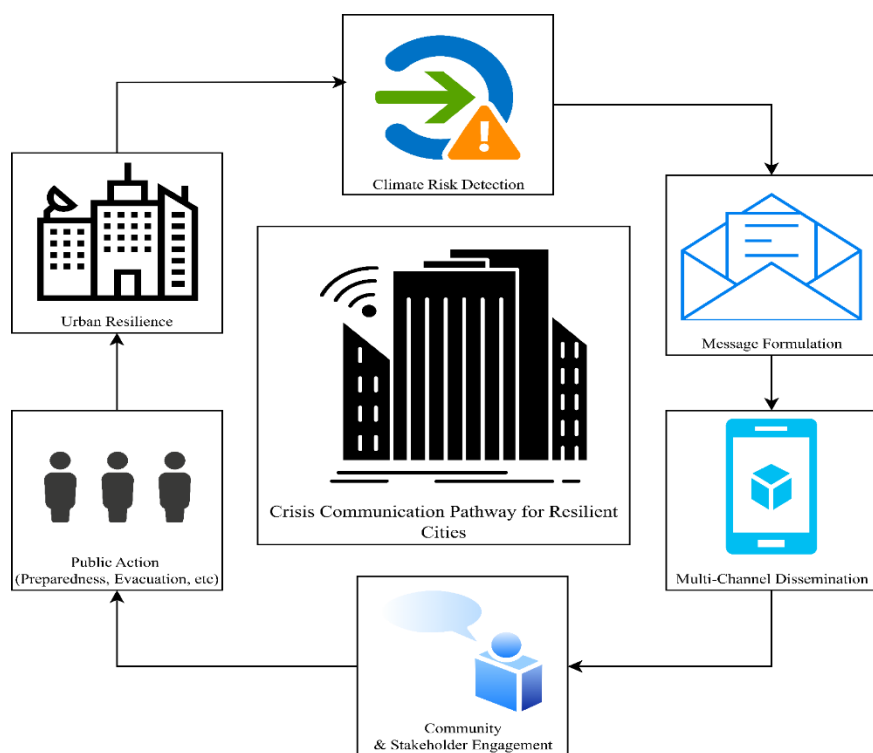 Climate Risk Detection
Message Formulation
Multi-Channel Dissemination
Community
& Stakeholder Engagement
Public Action
(Preparedness, Evacuation, etc)
Urban Resilience
Crisis Communication Pathway for Resilient
Cities